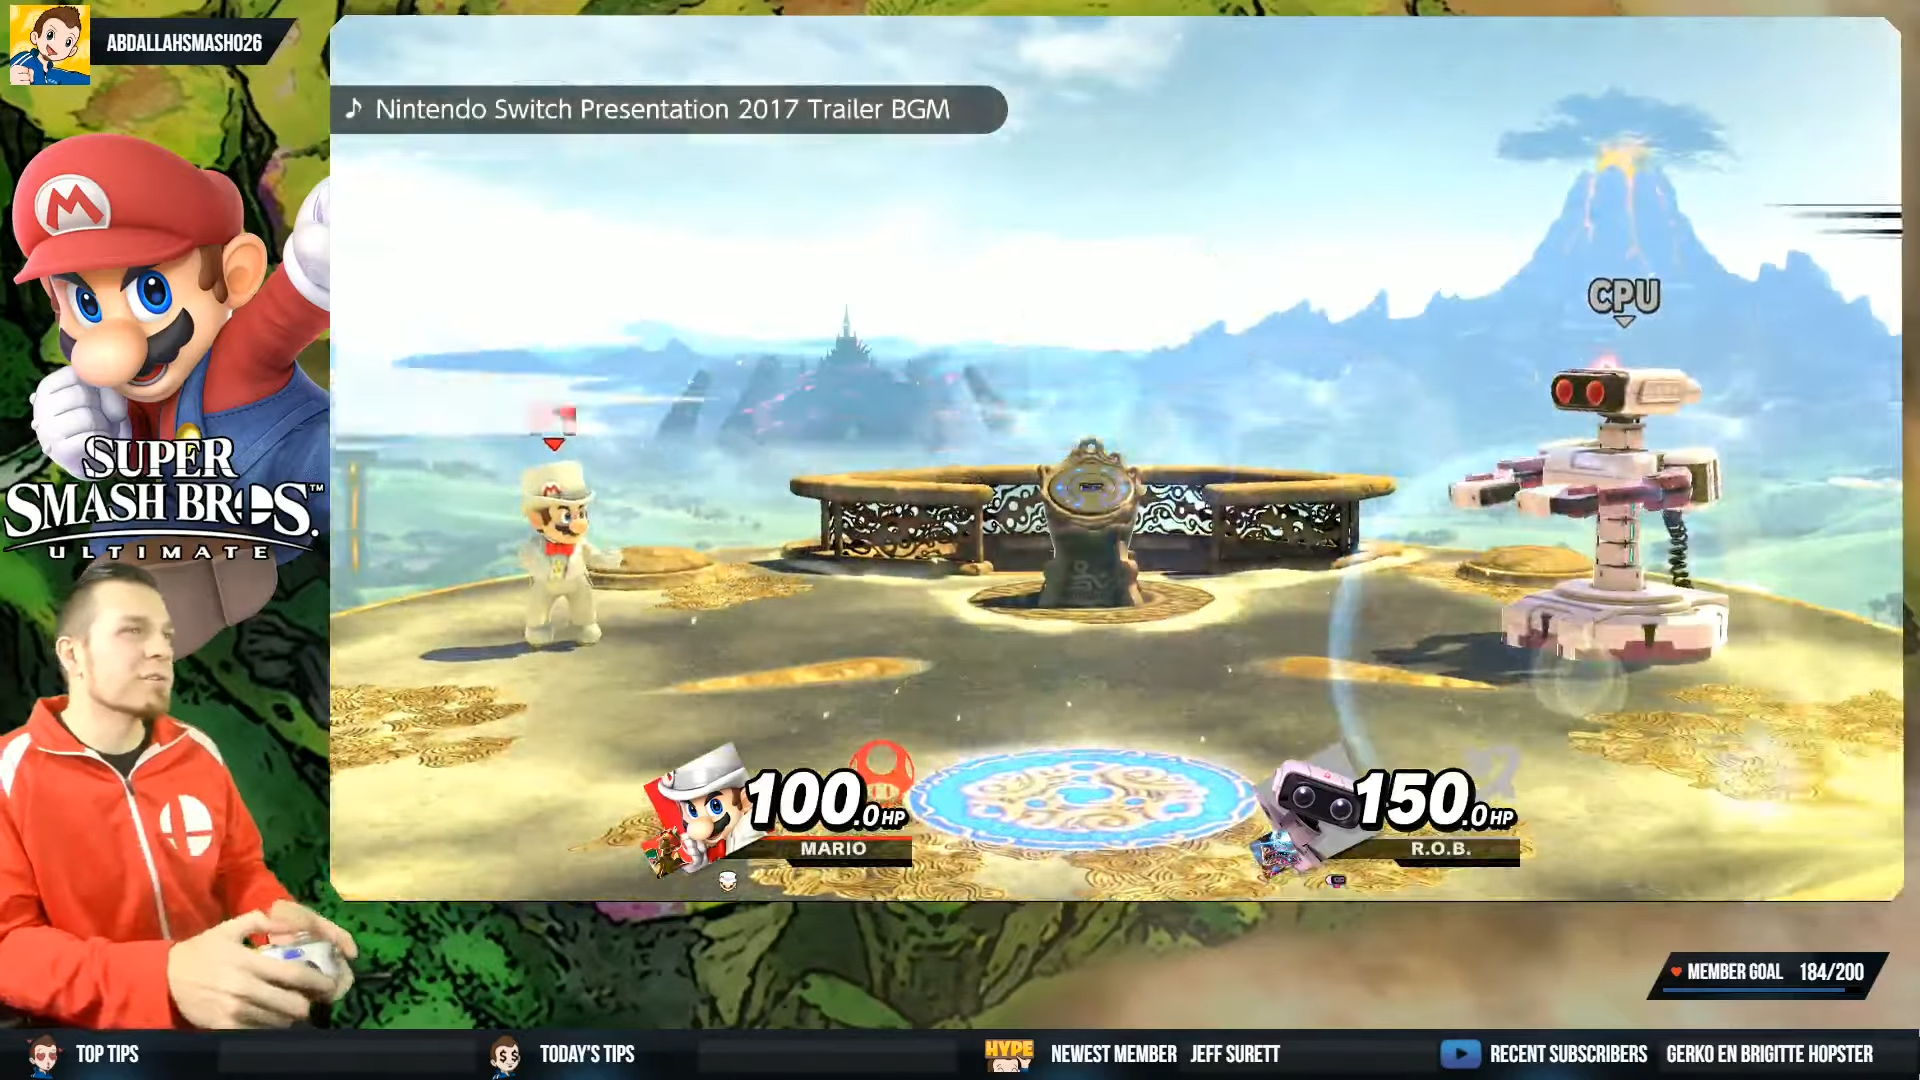 ABDALLAHSMASH026
♪ Nintendo Switch Presentation 2017 Trailer BGM
CPU
M
SUPER
SMASH BROS.™
ULTIMATE
100.0HP
MARIO
150.0HP
R.O.B.
MEMBER GOAL 184/200
TOP TIPS
TODAY'S TIPS
HYPE
NEWEST MEMBER JEFF SURETT
RECENT SUBSCRIBERS GERKO EN BRIGITTE HOPSTER